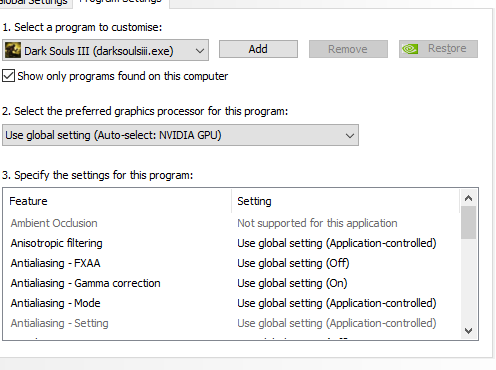 Global Settings Program Settings
1. Select a program to customise:
Dark Souls III (darksoulsiii.exe) Add Remove Restore
Show only programs found on this computer
2. Select the preferred graphics processor for this program:
Use global setting (Auto-select: NVIDIA GPU)
3. Specify the settings for this program:
Feature Setting
Ambient Occlusion Not supported for this application
Anisotropic filtering Use global setting (Application-controlled)
Antialiasing - FXAA Use global setting (Off)
Antialiasing - Gamma correction Use global setting (On)
Antialiasing - Mode Use global setting (Application-controlled)
Antialiasing - Setting Use global setting (Application-controlled)